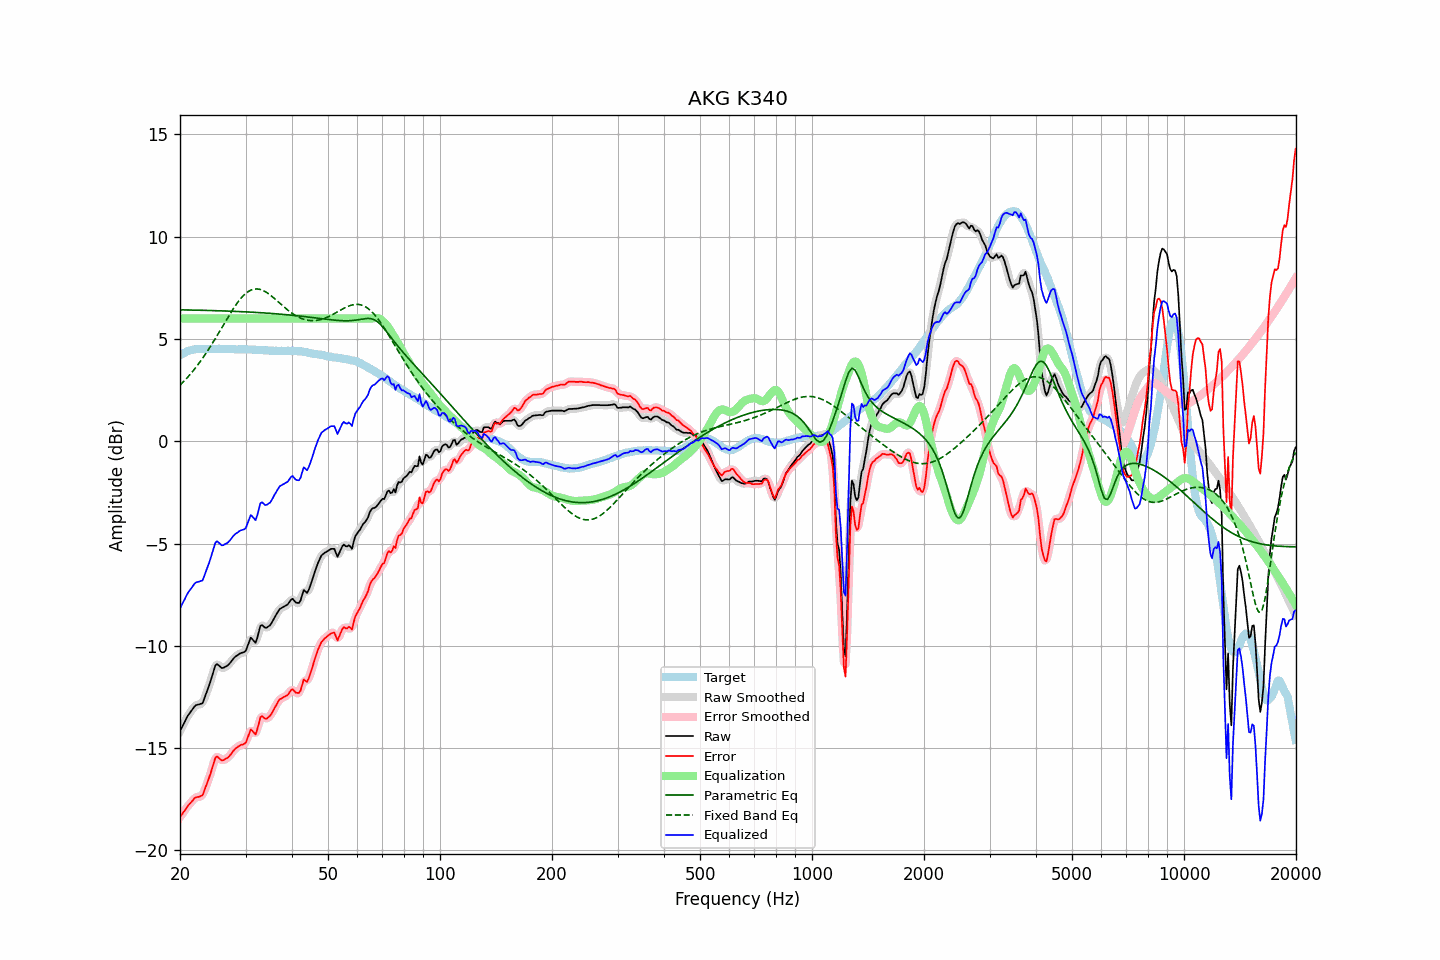 AKG K340
Amplitude (dBr)
15
10
5
0
−5
−10
−15
−20
Target
Raw Smoothed
Error Smoothed
Raw
Error
Equalization
Parametric Eq
Fixed Band Eq
Equalized
20 50 100 200 500 1000 2000 5000 10000 20000
Frequency (Hz)